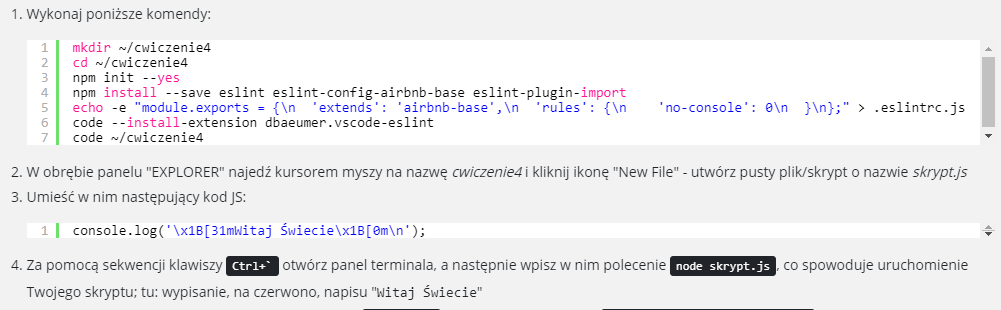 1. Wykonaj poniższe komendy:
1 mkdir ~/cwiczenie4
2 cd ~/cwiczenie4
3 npm init --yes
4 npm install --save eslint eslint-config-airbnb-base eslint-plugin-import
5 echo -e "module.exports = {\n  'extends': 'airbnb-base',\n  'rules': {\n    'no-console': 0\n  }\n};" > .eslintrc.js
6 code --install-extension dbaeumer.vscode-eslint
7 code ~/cwiczenie4
2. W obrębie panelu "EXPLORER" najedź kursorem myszy na nazwę cwiczenie4 i kliknij ikonę "New File" - utwórz pusty plik/skrypt o nazwie skrypt.js
3. Umieść w nim następujący kod JS:
1 console.log('\x1B[31mWitaj Świecie\x1B[0m\n');
4. Za pomocą sekwencji klawiszy Ctrl+` otwórz panel terminala, a następnie wpisz w nim polecenie node skrypt.js, co spowoduje uruchomienie
Twojego skryptu; tu: wypisanie, na czerwono, napisu "Witaj Świecie"